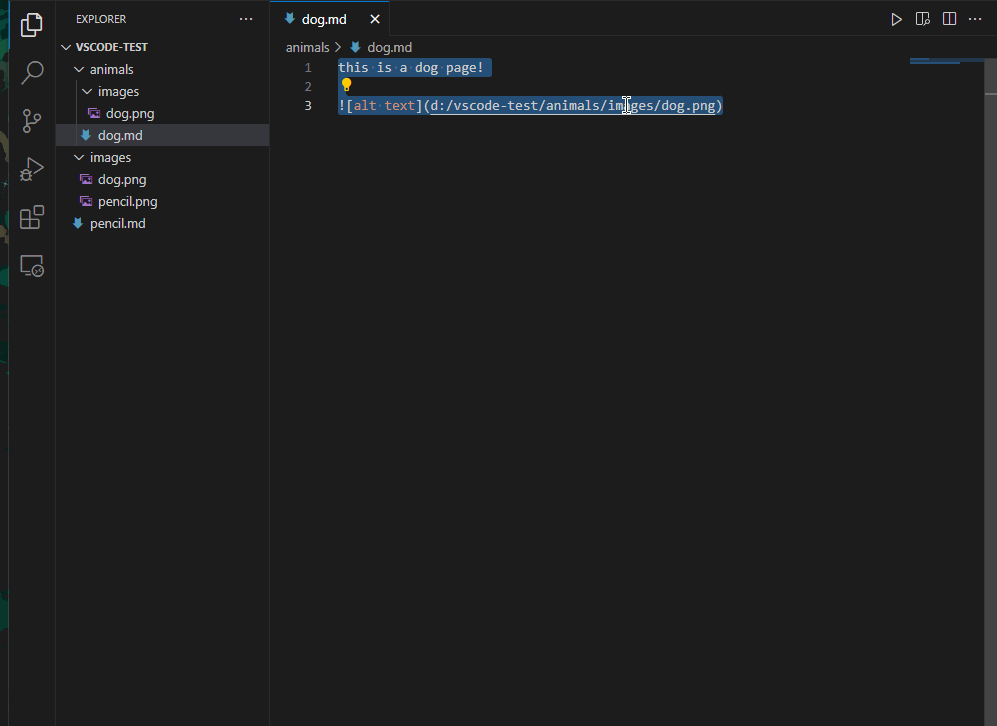 EXPLORER
VSCODE-TEST
animals
images
dog.png
dog.md
images
dog.png
pencil.png
pencil.md
dog.md
animals > dog.md
1 this is a dog page!
2
3 ![alt text](d:/vscode-test/animals/images/dog.png)